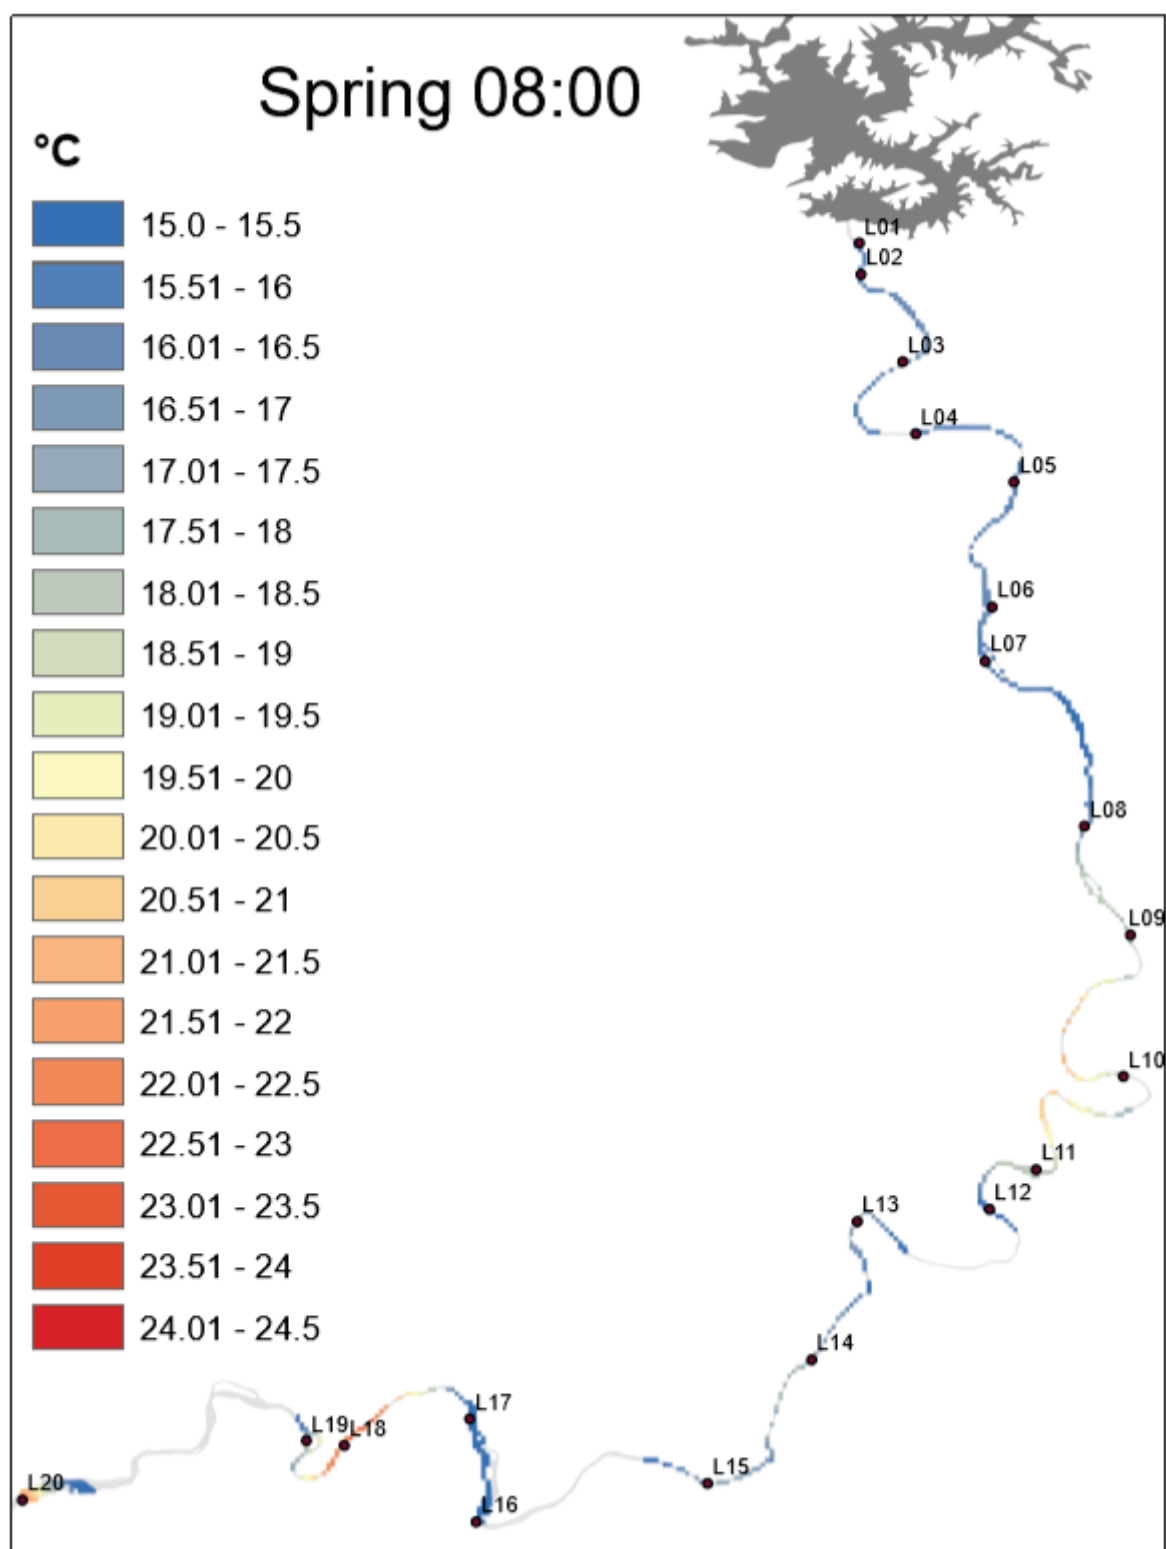 Spring 08:00
°C
15.0 - 15.5
15.51 - 16
16.01 - 16.5
16.51 - 17
17.01 - 17.5
17.51 - 18
18.01 - 18.5
18.51 - 19
19.01 - 19.5
19.51 - 20
20.01 - 20.5
20.51 - 21
21.01 - 21.5
21.51 - 22
22.01 - 22.5
22.51 - 23
23.01 - 23.5
23.51 - 24
24.01 - 24.5
L01
L02
L03
L04
L05
L06
L07
L08
L09
L10
L11
L12
L13
L14
L15
L16
L17
L18
L19
L20